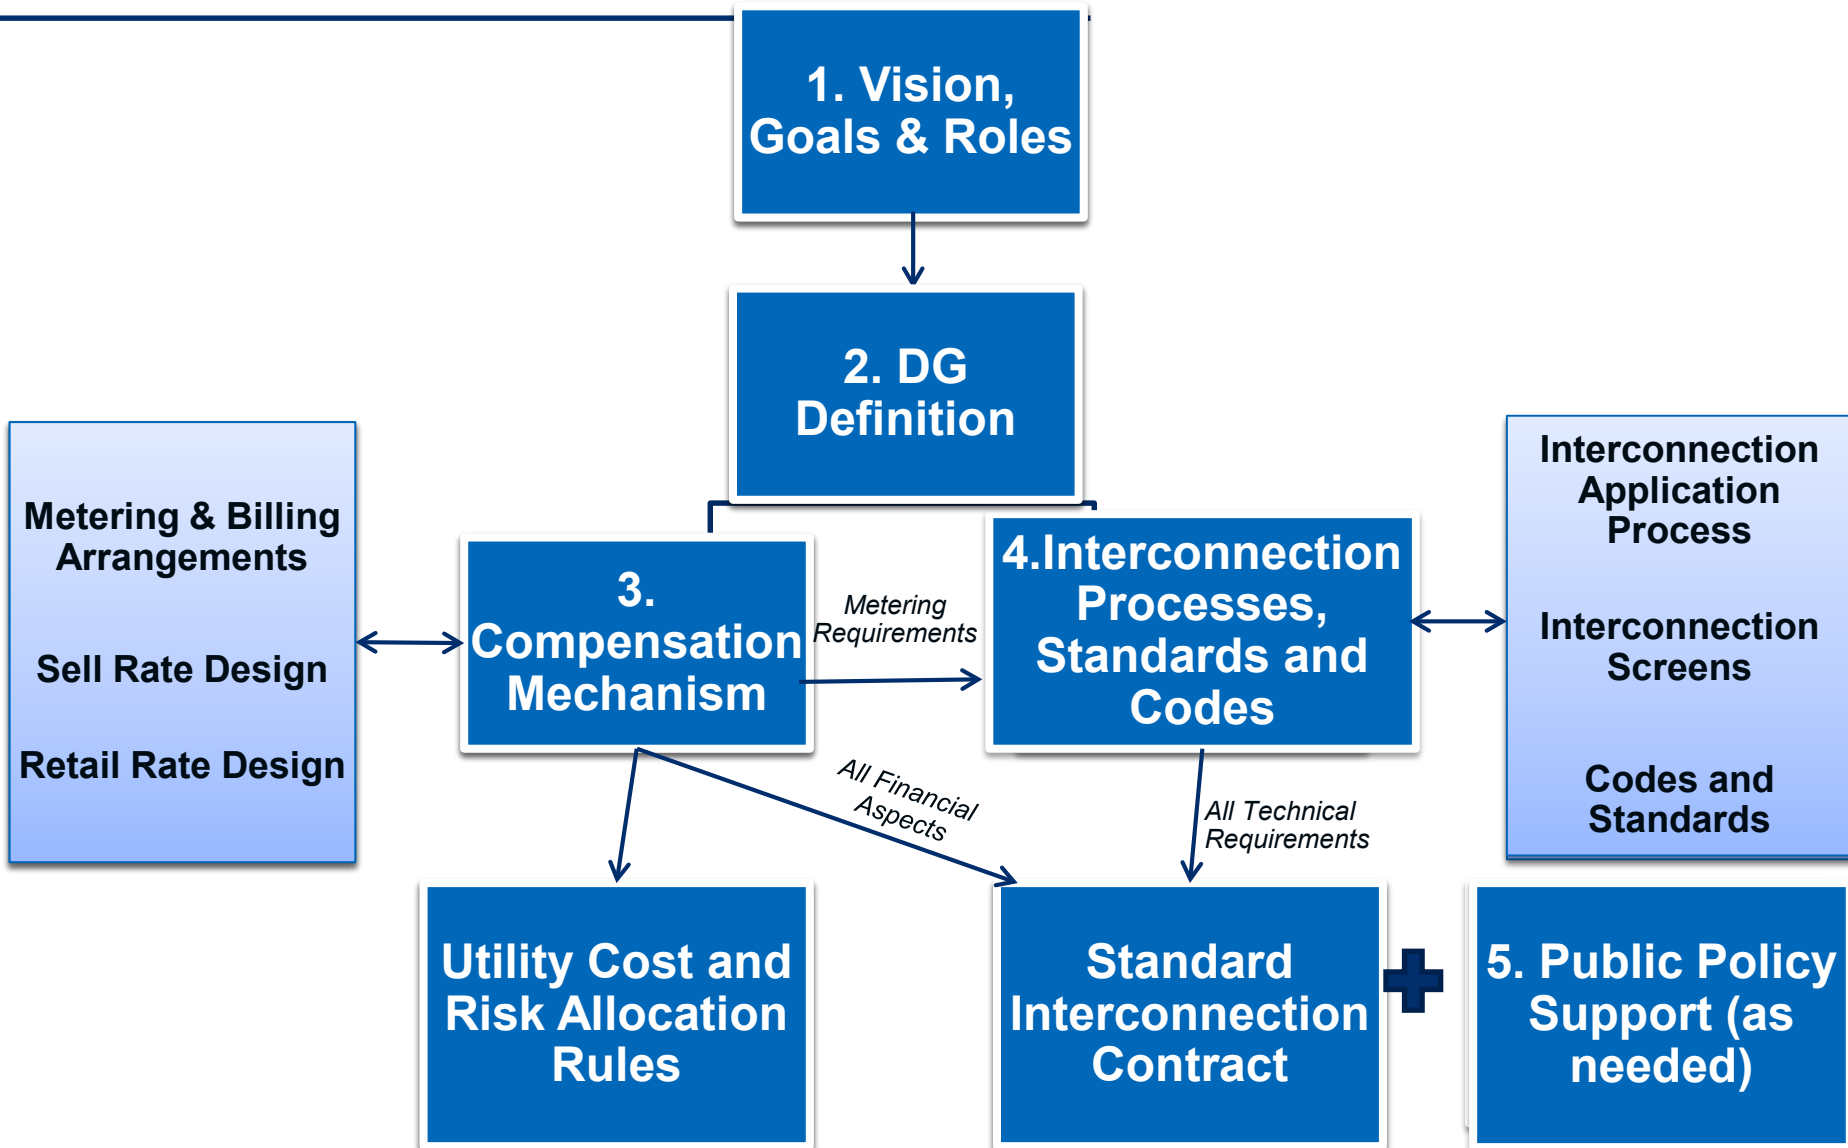 1. Vision,
Goals & Roles
2. DG
Definition
Metering & Billing
Arrangements
Sell Rate Design
Retail Rate Design
3.
Compensation
Mechanism
Metering
Requirements
4.Interconnection
Processes,
Standards and
Codes
Interconnection
Application
Process
Interconnection
Screens
Codes and
Standards
All Financial
Aspects
All Technical
Requirements
Utility Cost and
Risk Allocation
Rules
Standard
Interconnection
Contract
5. Public Policy
Support (as
needed)